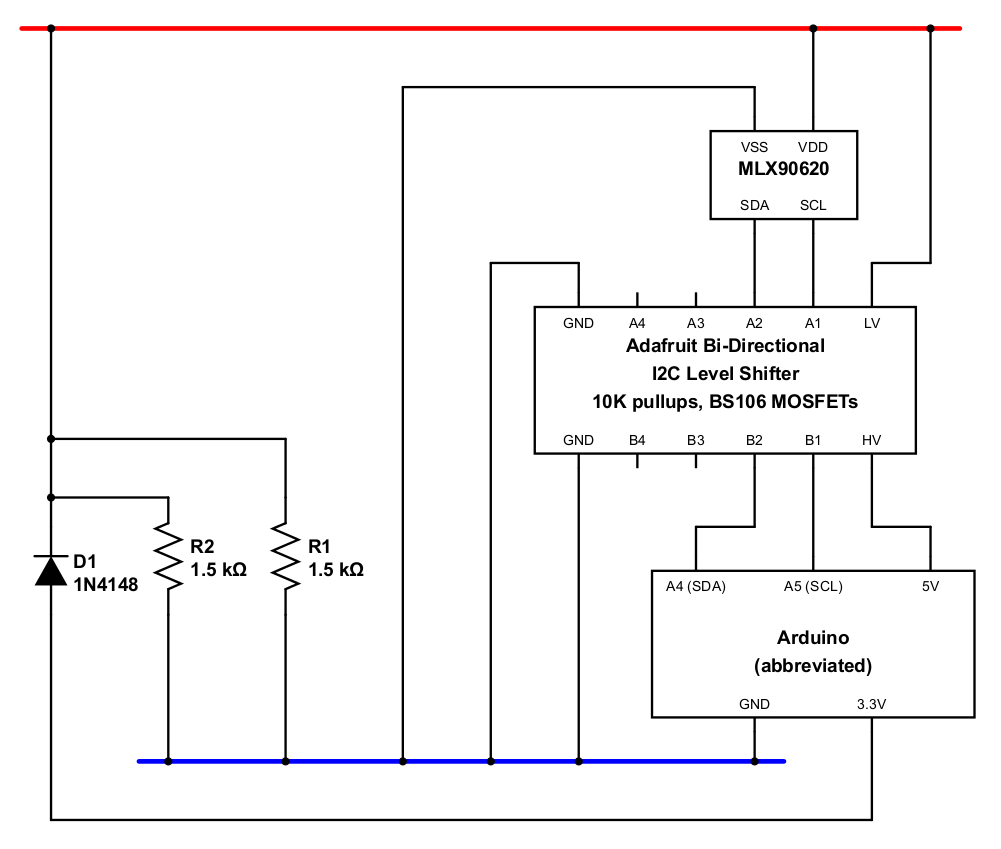 VSS VDD
MLX90620
SDA SCL
GND A4 A3 A2 A1 LV
Adafruit Bi-Directional
I2C Level Shifter
10K pullups, BS106 MOSFETs
GND B4 B3 B2 B1 HV
R2
1.5 kΩ
R1
1.5 kΩ
D1
1N4148
A4 (SDA) A5 (SCL) 5V
Arduino
(abbreviated)
GND 3.3V